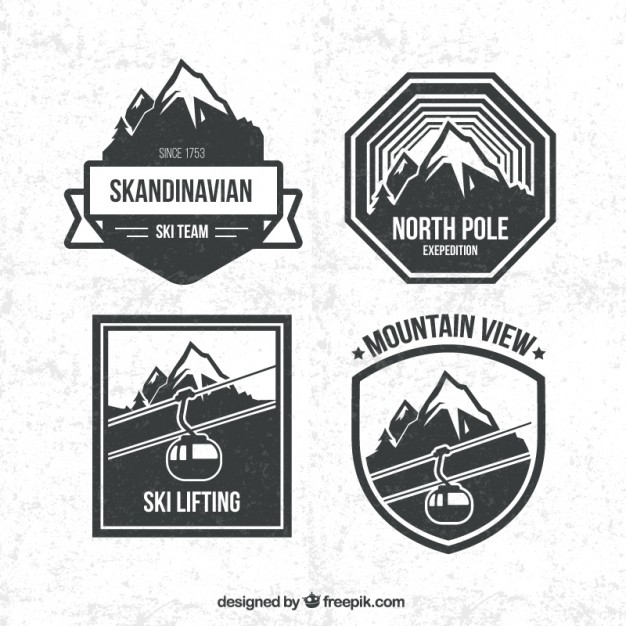 SINCE 1753
SKANDINAVIAN
SKI TEAM
NORTH POLE
EXEPEDITION
SKI LIFTING
MOUNTAIN VIEW
designed by freepik.com